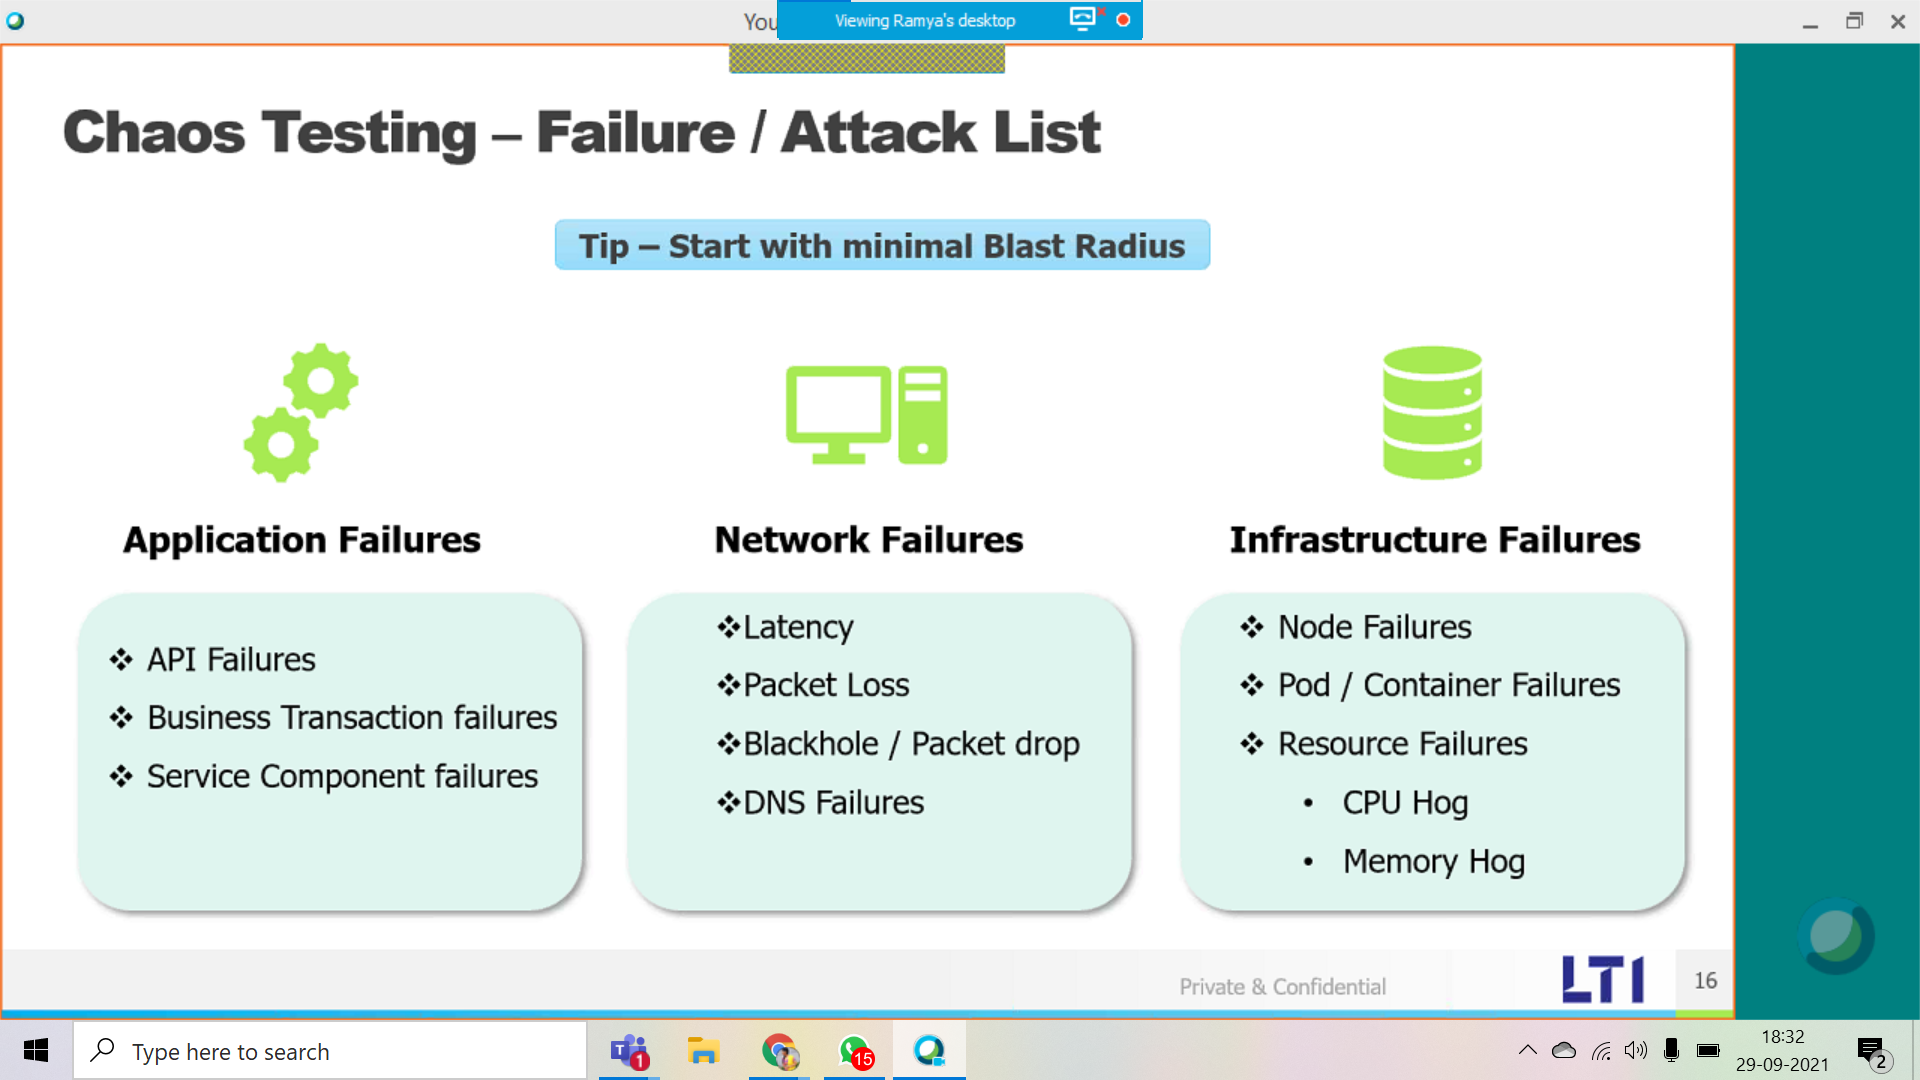 You
Viewing Ramya's desktop
Chaos Testing – Failure / Attack List
Tip – Start with minimal Blast Radius
Application Failures
❖ API Failures
❖ Business Transaction failures
❖ Service Component failures
Network Failures
❖Latency
❖Packet Loss
❖Blackhole / Packet drop
❖DNS Failures
Infrastructure Failures
❖ Node Failures
❖ Pod / Container Failures
❖ Resource Failures
• CPU Hog
• Memory Hog
Private & Confidential
LTI
16
Type here to search
1
15
18:32
29-09-2021
2